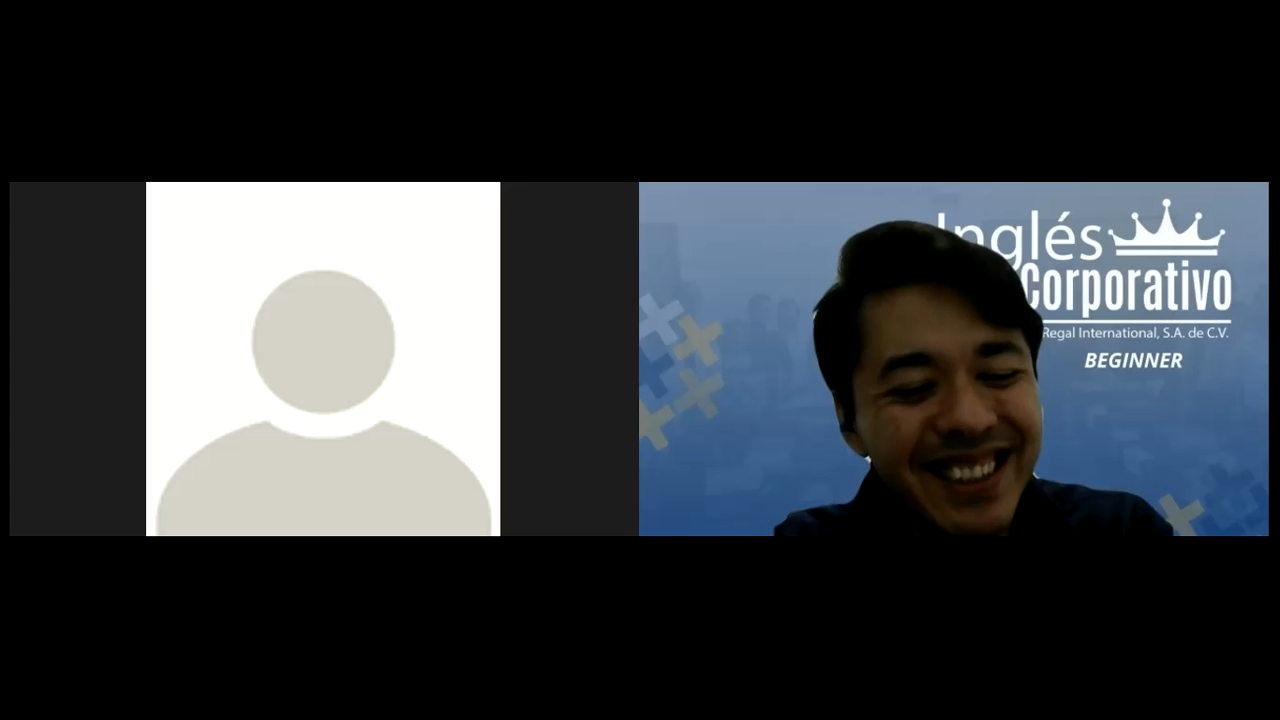 Inglés
Corporativo
Regal International, S.A. de C.V.
BEGINNER